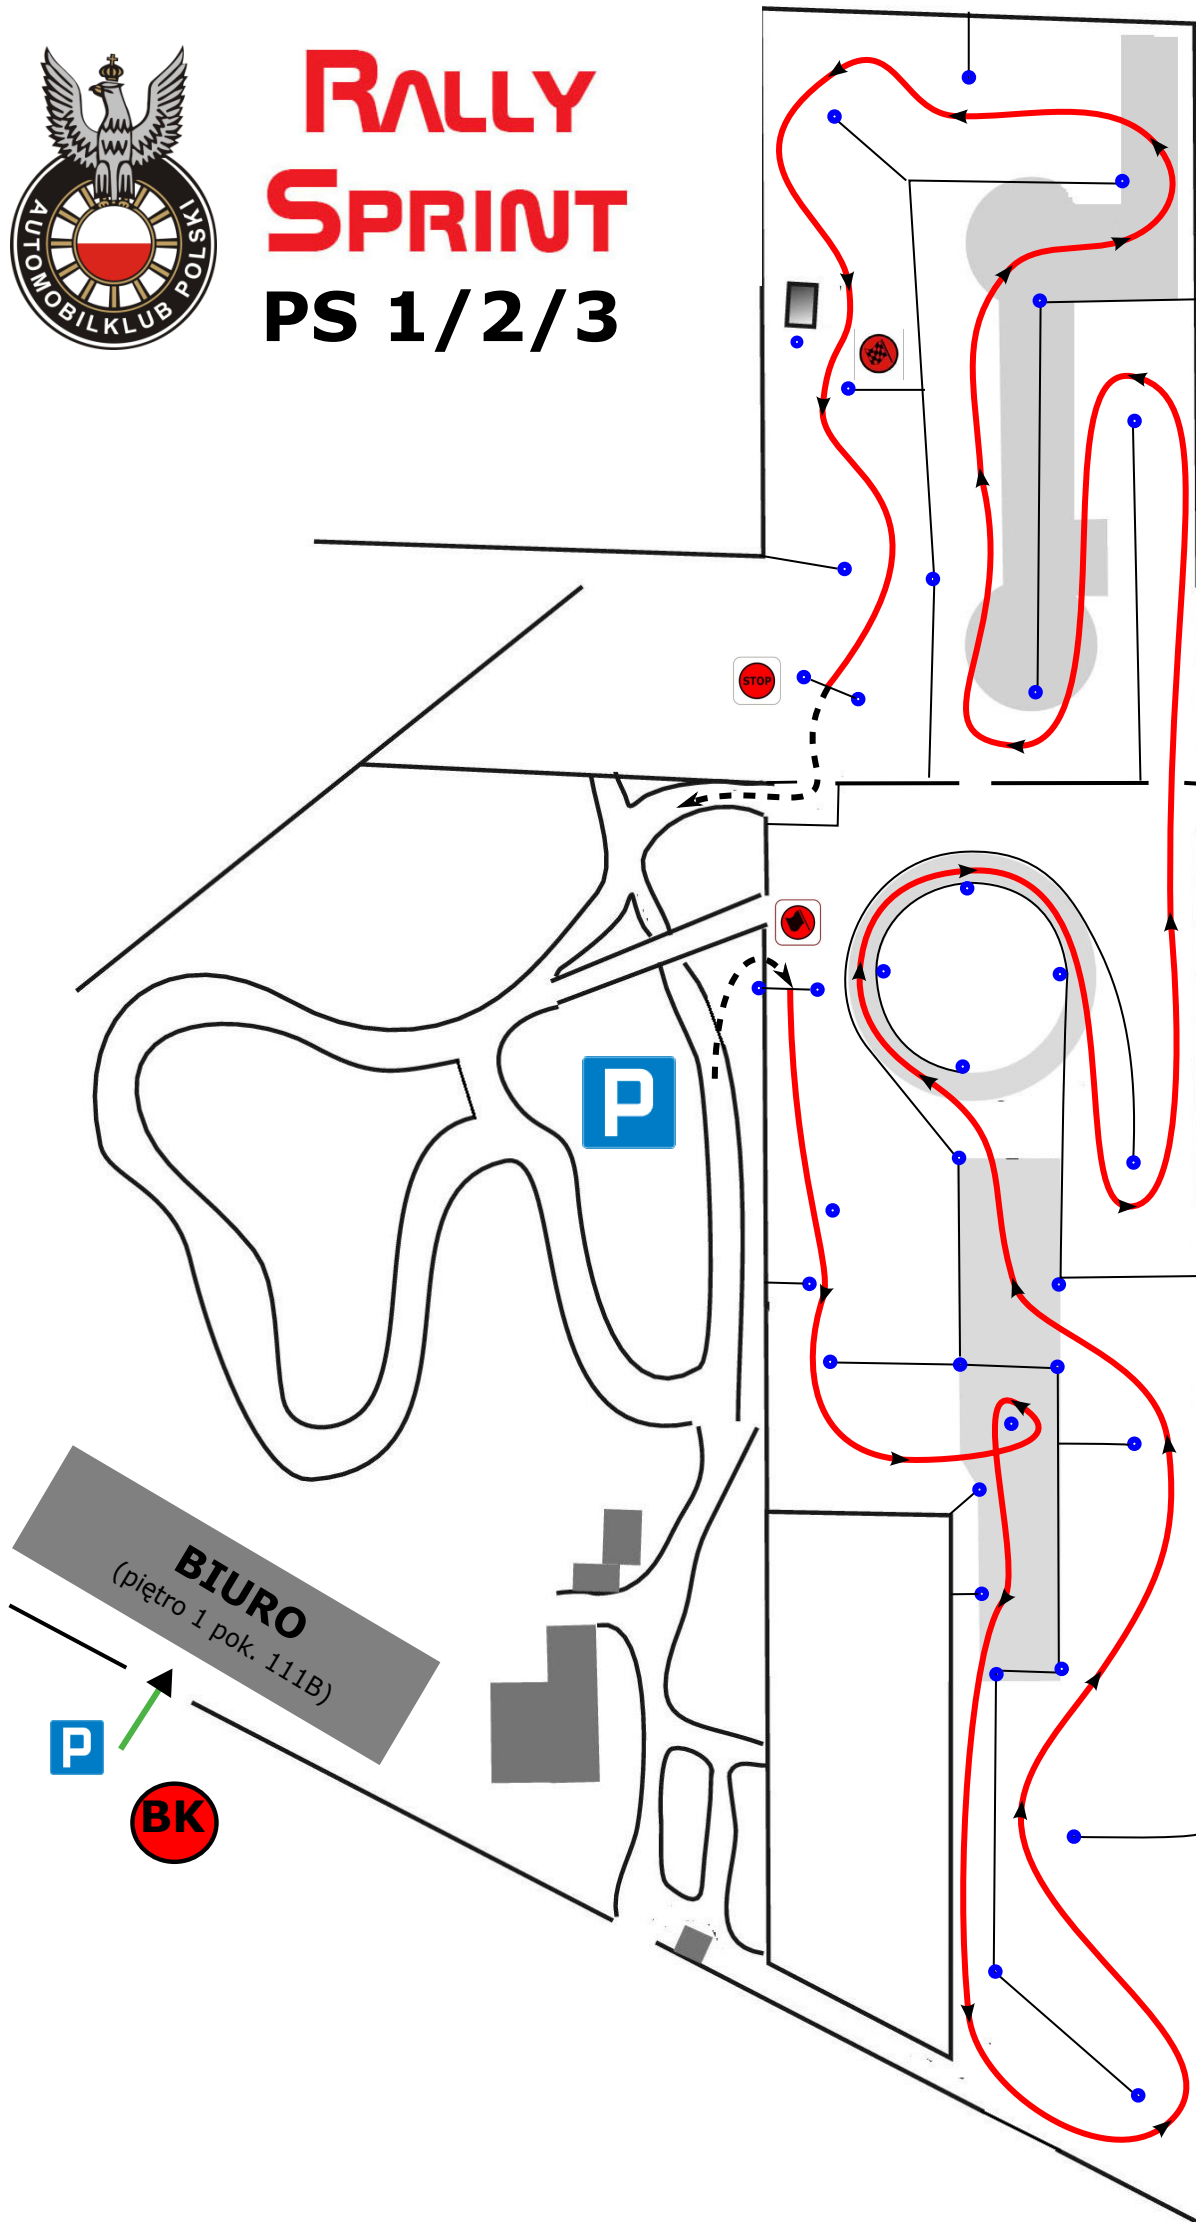 RALLY
SPRINT
PS 1/2/3
AUTOMOBILKLUB POLSKI
STOP
P
BIURO
(piętro 1 pok. 111B)
P
BK